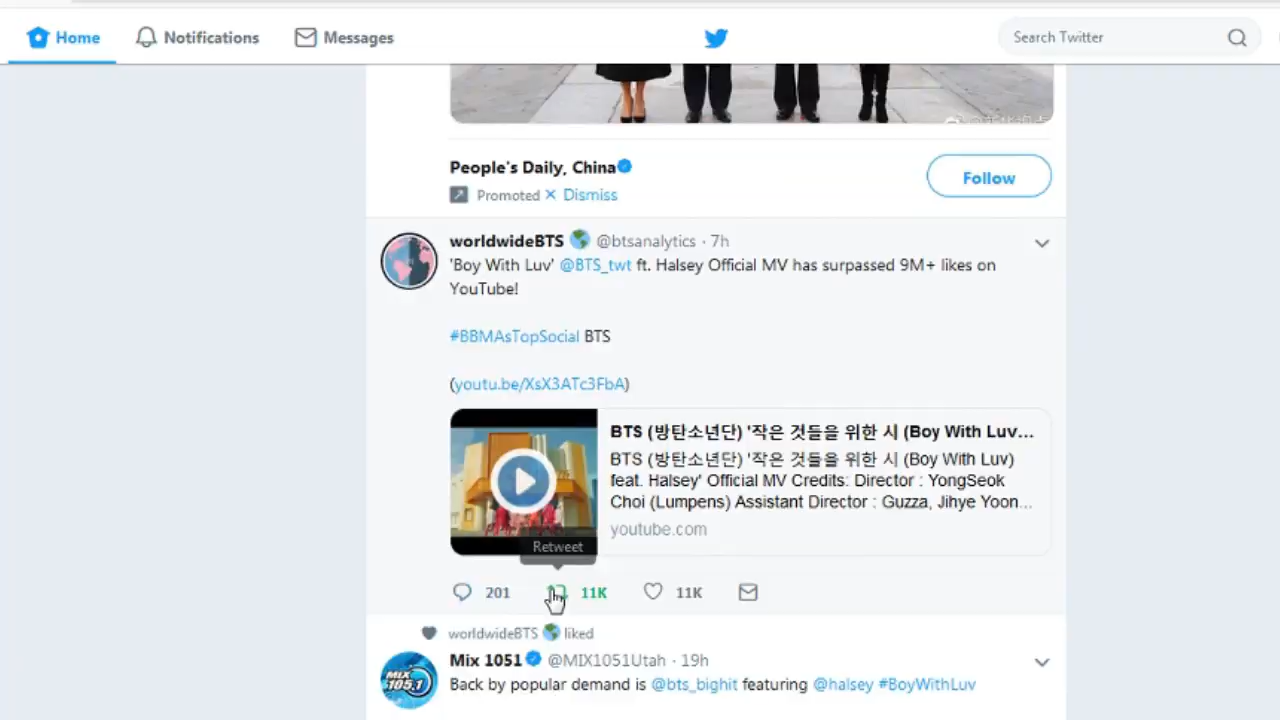 Home Notifications Messages Search Twitter
People's Daily, China
Follow
Promoted × Dismiss
worldwideBTS @btsanalytics · 7h
'Boy With Luv' @BTS_twt ft. Halsey Official MV has surpassed 9M+ likes on
YouTube!
#BBMAsTopSocial BTS
(youtu.be/XsX3ATc3FbA)
BTS (방탄소년단) '작은 것들을 위한 시 (Boy With Luv...
BTS (방탄소년단) '작은 것들을 위한 시 (Boy With Luv)
feat. Halsey' Official MV Credits: Director : YongSeok
Choi (Lumpens) Assistant Director : Guzza, Jihye Yoon...
youtube.com
Retweet
201 11K 11K
worldwideBTS liked
Mix 1051 @MIX1051Utah · 19h
MIX
105.1
Back by popular demand is @bts_bighit featuring @halsey #BoyWithLuv